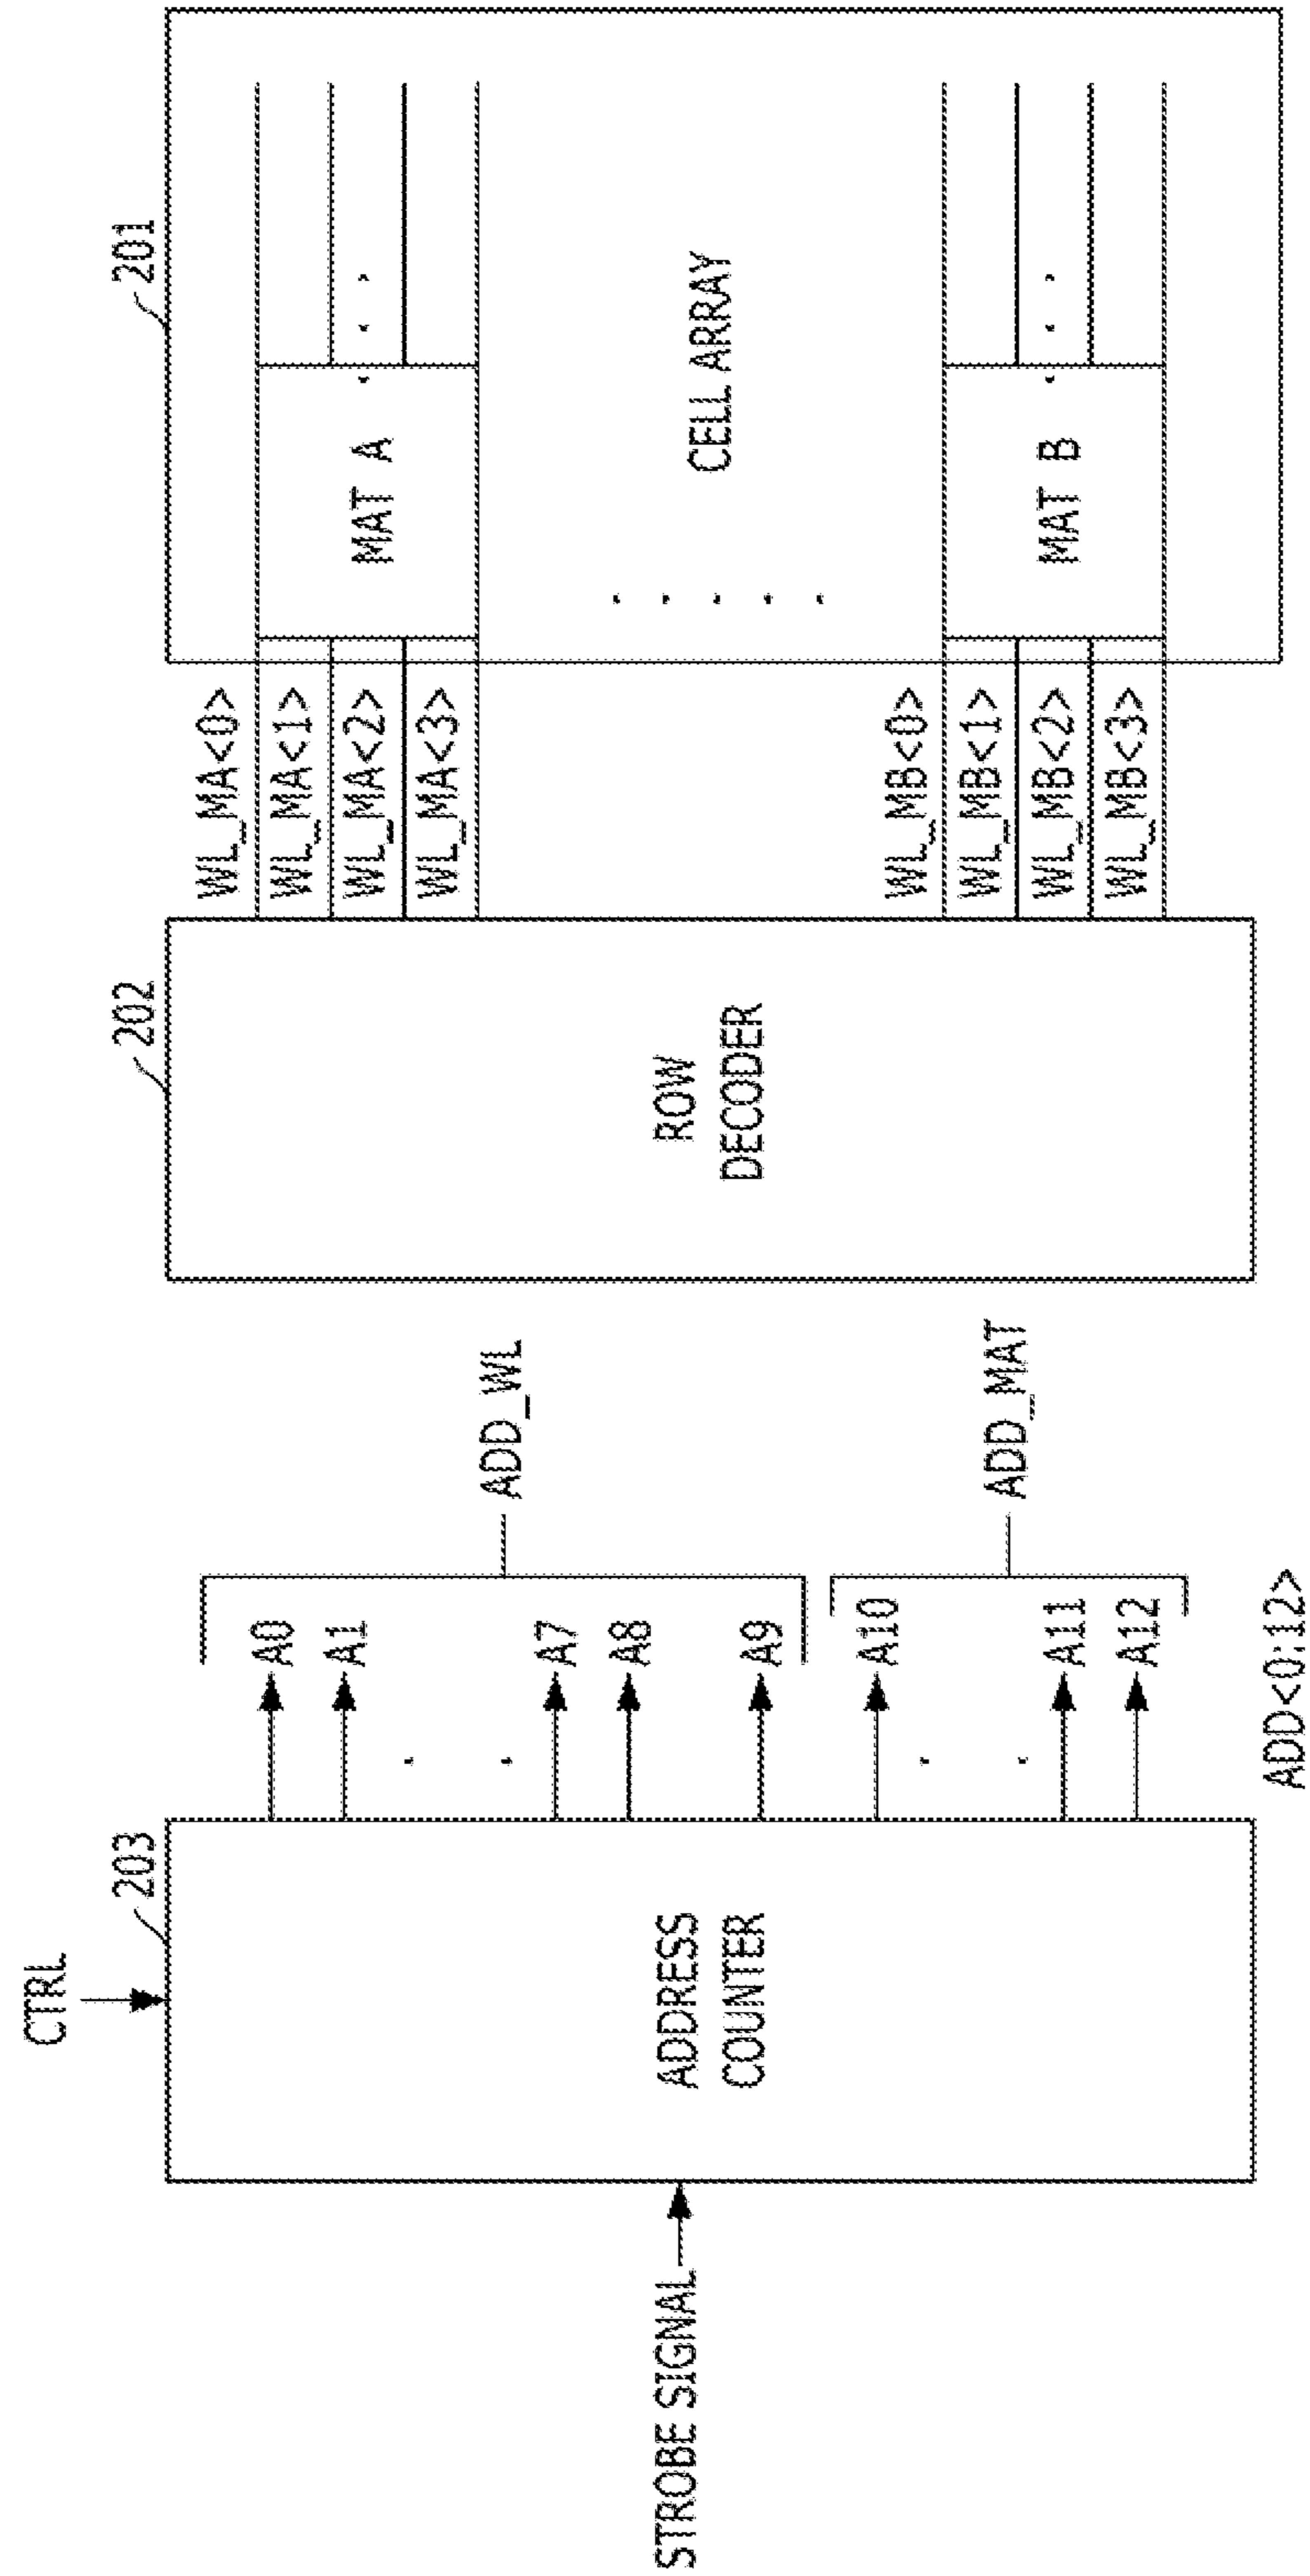 CTRL
203
STROBE SIGNAL
ADDRESS
COUNTER
A0
A1
A7
A8
A9
A10
A11
A12
ADD_WL
ADD_MAT
ADD<0:12>
202
ROW
DECODER
WL_MA<0>
WL_MA<1>
WL_MA<2>
WL_MA<3>
WL_MB<0>
WL_MB<1>
WL_MB<2>
WL_MB<3>
201
MAT A
CELL ARRAY
MAT B